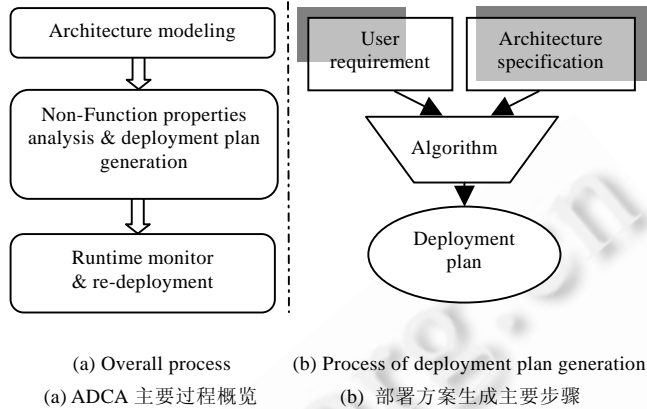 Architecture modeling
Non-Function properties
analysis & deployment plan
generation
Runtime monitor
& re-deployment
User
requirement
Architecture
specification
Algorithm
Deployment
plan
(a) Overall process
(b) Process of deployment plan generation
(a) ADCA 主要过程概览
(b) 部署方案生成主要步骤